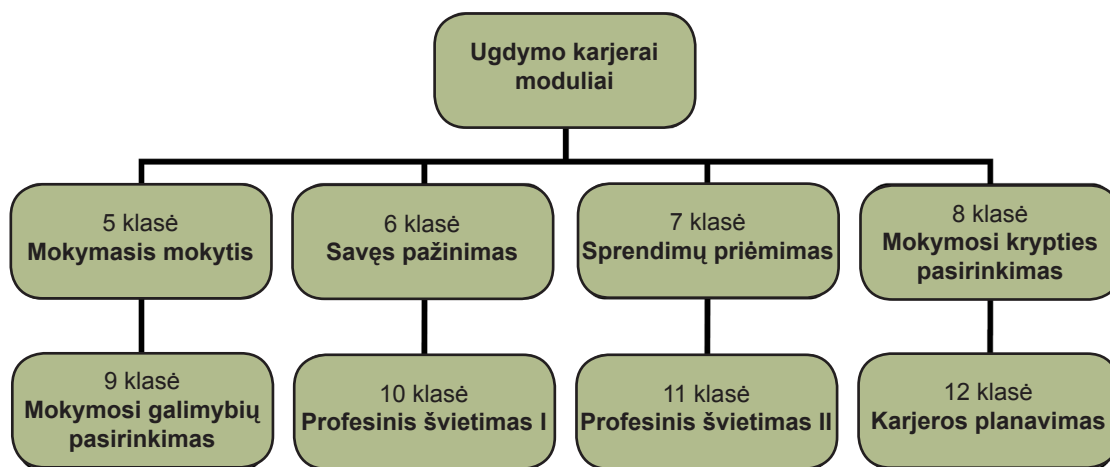 Ugdymo karjerai
moduliai
5 klasė
Mokymasis mokytis
6 klasė
Savęs pažinimas
7 klasė
Sprendimų priėmimas
8 klasė
Mokymosi krypties
pasirinkimas
9 klasė
Mokymosi galimybių
pasirinkimas
10 klasė
Profesinis švietimas I
11 klasė
Profesinis švietimas II
12 klasė
Karjeros planavimas